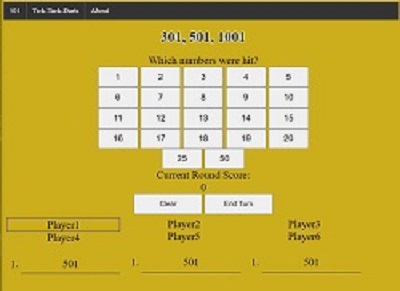 301 Tick-Tack-Darts About
301, 501, 1001
Which numbers were hit?
1 2 3 4 5
6 7 8 9 10
11 12 13 14 15
16 17 18 19 20
25 50
Current Round Score:
0
Clear End Turn
Player1 Player2 Player3
Player4 Player5 Player6
1. 501 1. 501 1. 501